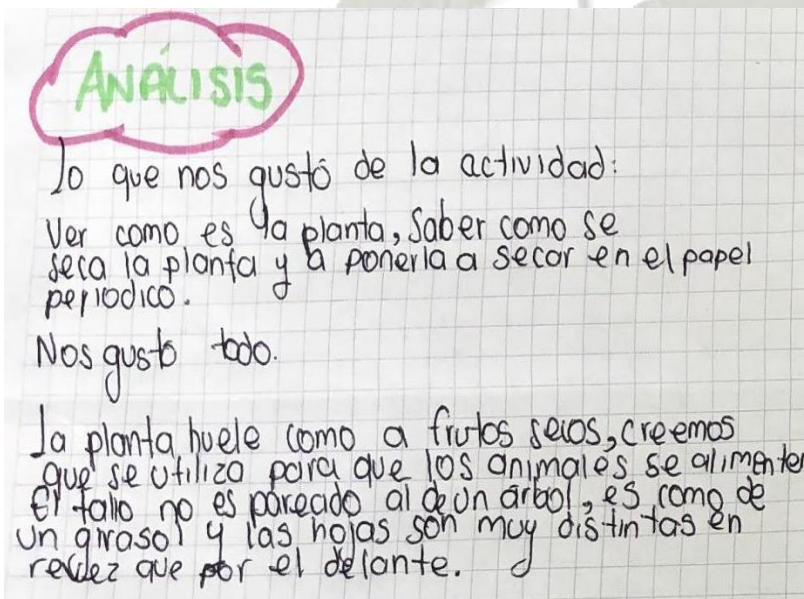 ANÁLISIS
lo que nos gustó de la actividad:
Ver como es la planta, Saber como se
seca la planta y a ponerla a secar en el papel
periodico.
Nos gustó todo.
La planta huele como a frutos secos, creemos
que se utiliza para que los animales se alimenten
El tallo no es pareado al de un árbol, es como de
un girasol y las hojas son muy distintas en
que por el delante.